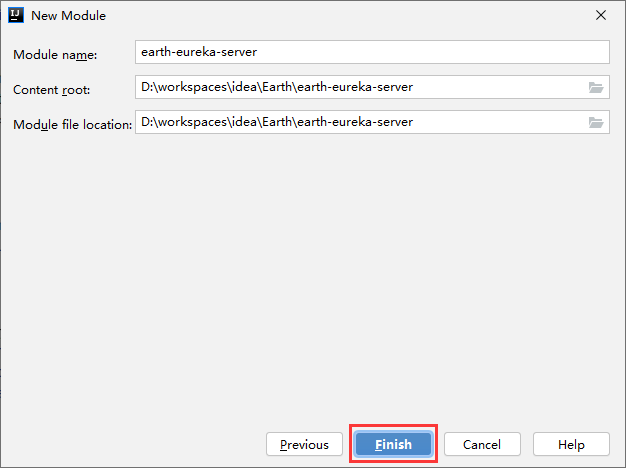 IJ New Module
Module name: earth-eureka-server
Content root: D:\workspaces\idea\Earth\earth-eureka-server
Module file location: D:\workspaces\idea\Earth\earth-eureka-server
Previous Finish Cancel Help